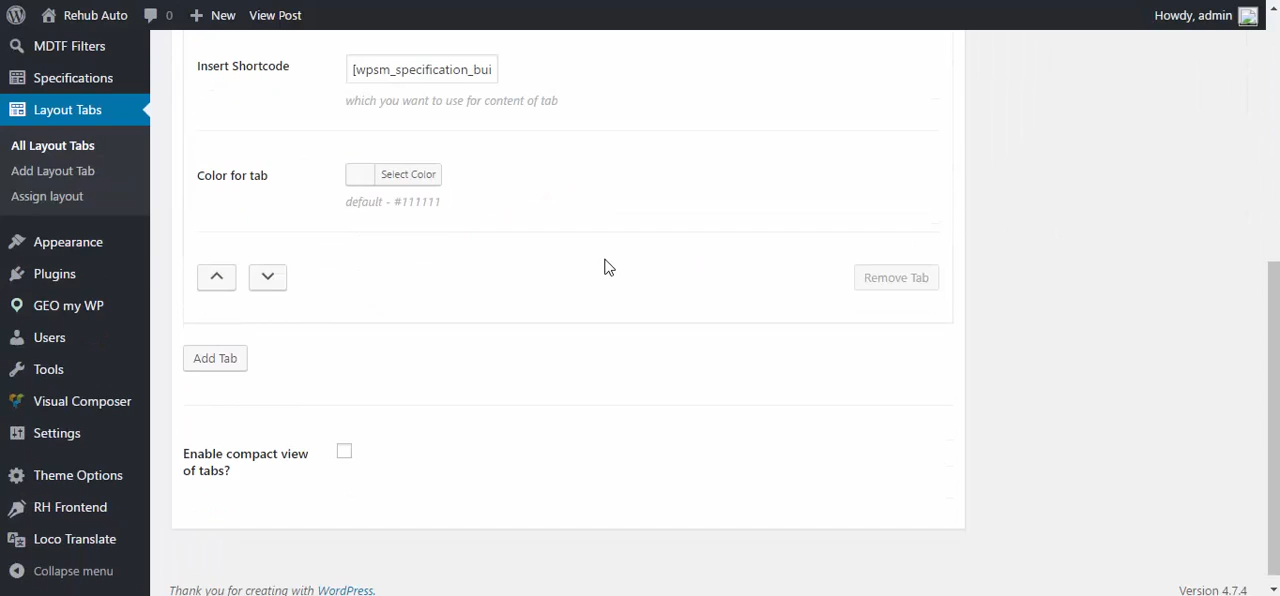 Rehub Auto 0 New View Post Howdy, admin
MDTF Filters
Specifications
Layout Tabs
All Layout Tabs
Add Layout Tab
Assign layout
Appearance
Plugins
GEO my WP
Users
Tools
Visual Composer
Settings
Theme Options
RH Frontend
Loco Translate
Collapse menu
Insert Shortcode [wpsm_specification_bui
which you want to use for content of tab
Color for tab Select Color
default - #111111
Remove Tab
Add Tab
Enable compact view
of tabs?
Thank you for creating with WordPress. Version 4.7.4